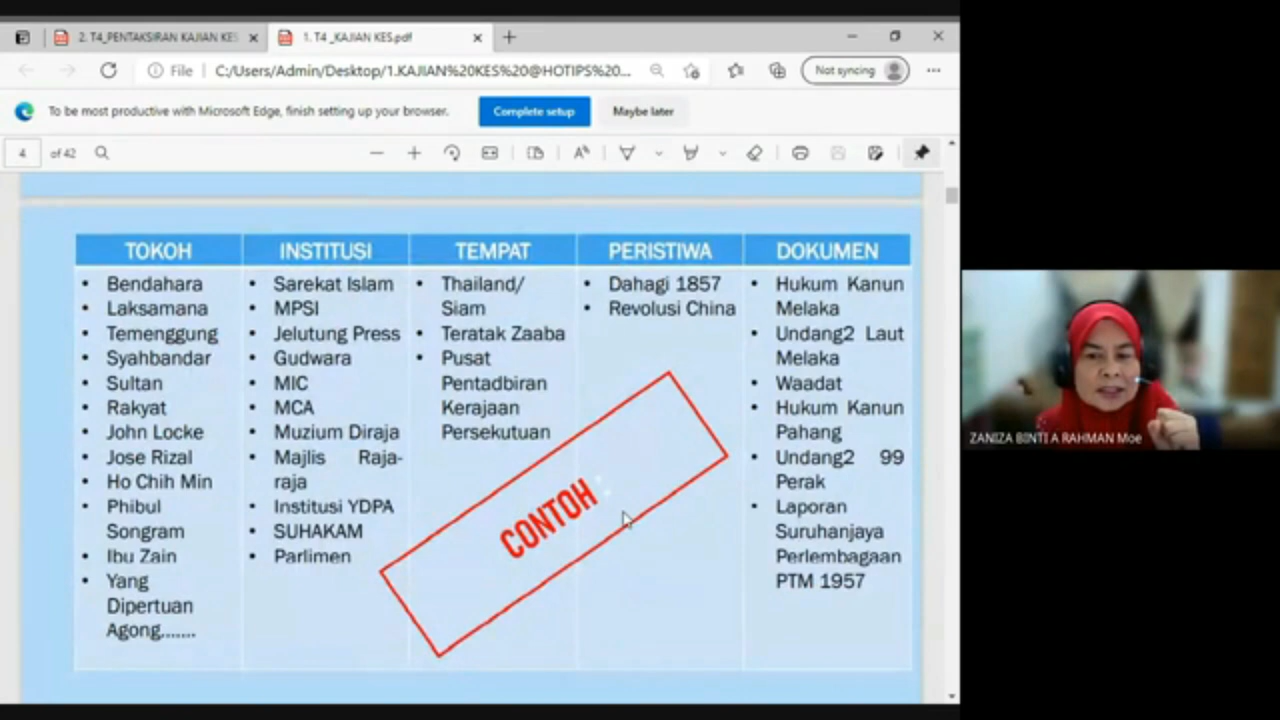 2. T4_PENTAKSIRAN KAJIAN KES
1. T4 _KAJIAN KES.pdf
File
C:/Users/Admin/Desktop/1.KAJIAN%20KES%20@HOTIPS%20...
Not syncing
To be most productive with Microsoft Edge, finish setting up your browser.
Complete setup
Maybe later
4
of 42
TOKOH
• Bendahara
• Laksamana
• Temenggung
• Syahbandar
• Sultan
• Rakyat
• John Locke
• Jose Rizal
• Ho Chih Min
• Phibul
Songram
• Ibu Zain
• Yang
Dipertuan
Agong.......
INSTITUSI
• Sarekat Islam
• MPSI
• Jelutung Press
• Gudwara
• MIC
• MCA
• Muzium Diraja
• Majlis Raja-
raja
• Institusi YDPA
• SUHAKAM
• Parlimen
TEMPAT
• Thailand/
Siam
• Teratak Zaaba
• Pusat
Pentadbiran
Kerajaan
Persekutuan
PERISTIWA
• Dahagi 1857
• Revolusi China
DOKUMEN
• Hukum Kanun
Melaka
• Undang2 Laut
Melaka
• Waadat
• Hukum Kanun
Pahang
• Undang2 99
Perak
• Laporan
Suruhanjaya
Perlembagaan
PTM 1957
CONTOH
ZANIZA BINTI A RAHMAN Moe